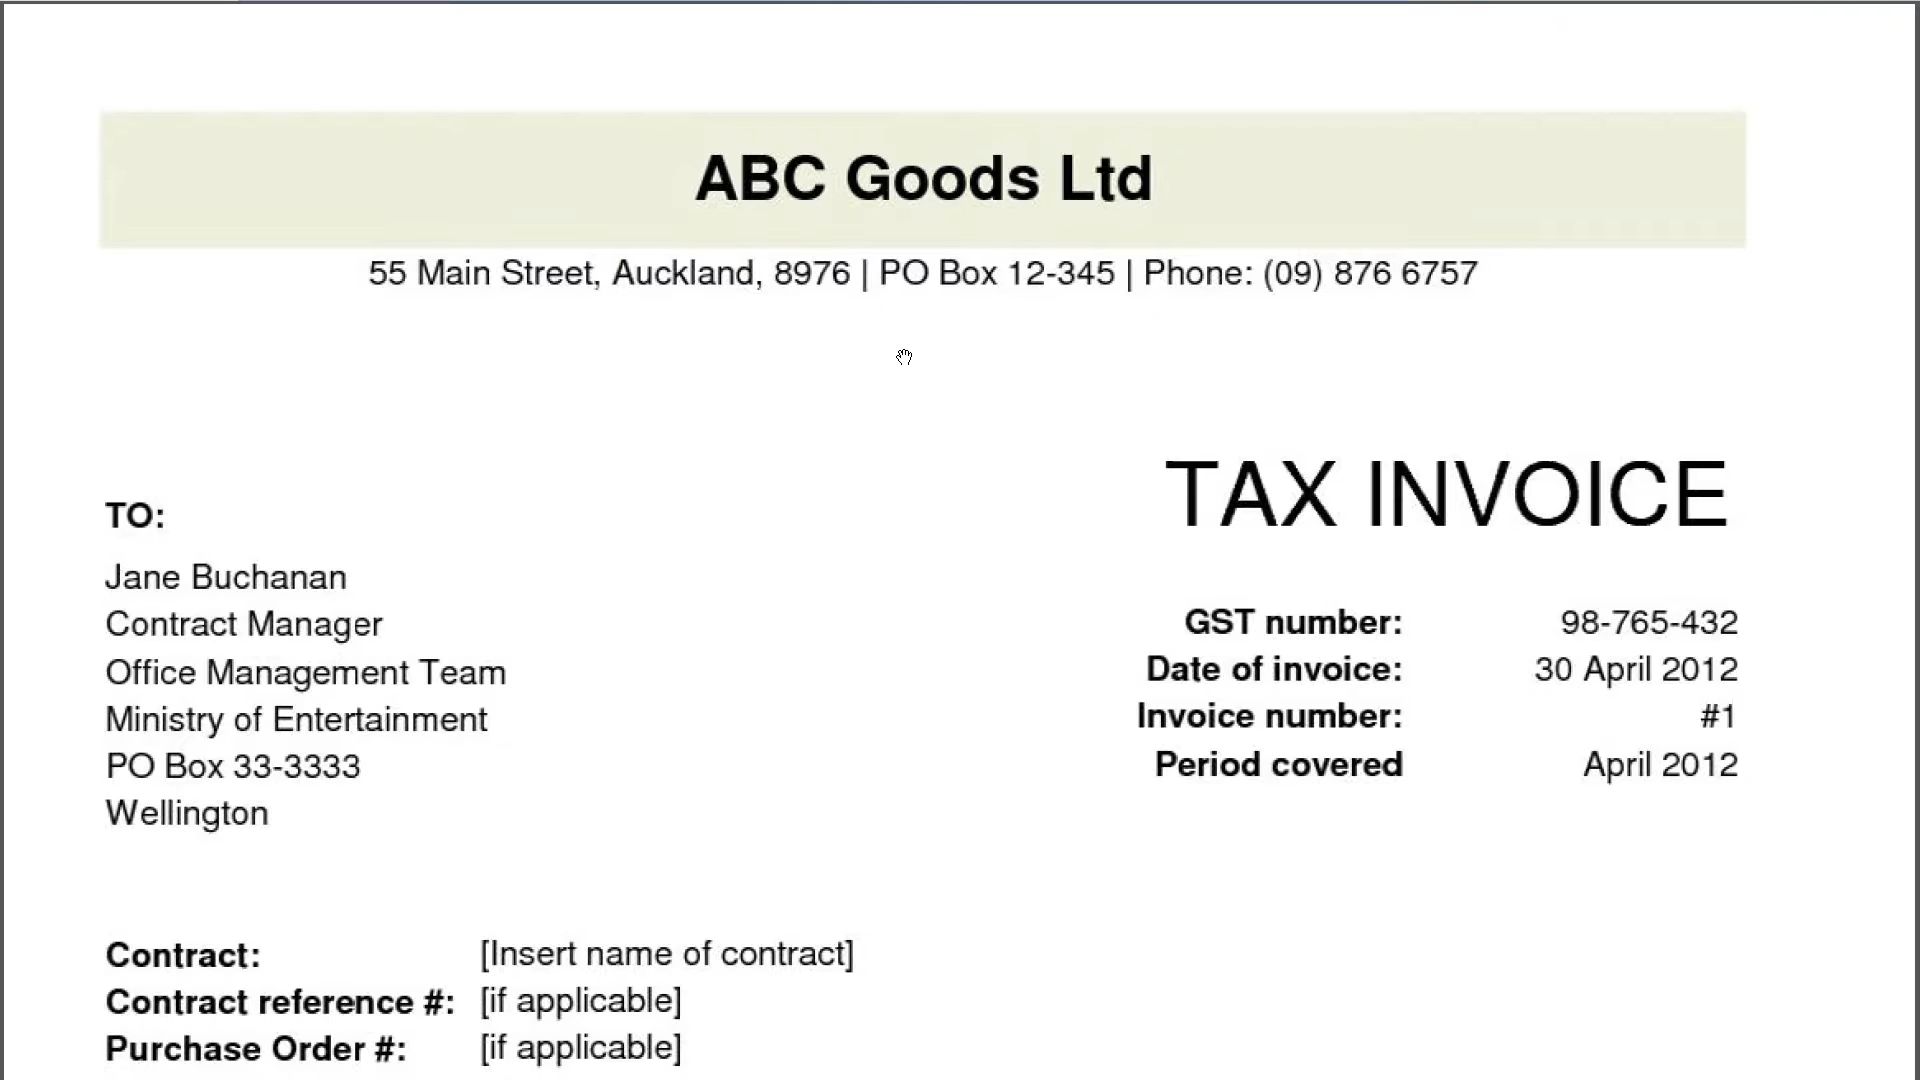 ABC Goods Ltd
55 Main Street, Auckland, 8976 | PO Box 12-345 | Phone: (09) 876 6757
TAX INVOICE
TO:
Jane Buchanan
Contract Manager
Office Management Team
Ministry of Entertainment
PO Box 33-3333
Wellington
GST number: 98-765-432
Date of invoice: 30 April 2012
Invoice number: #1
Period covered April 2012
Contract: [Insert name of contract]
Contract reference #: [if applicable]
Purchase Order #: [if applicable]